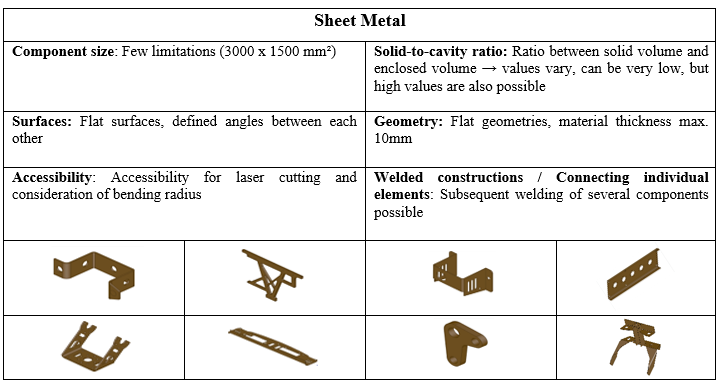 Sheet Metal
Component size: Few limitations (3000 x 1500 mm²)
Solid-to-cavity ratio: Ratio between solid volume and
enclosed volume → values vary, can be very low, but
high values are also possible
Surfaces: Flat surfaces, defined angles between each
other
Geometry: Flat geometries, material thickness max.
10mm
Accessibility: Accessibility for laser cutting and
consideration of bending radius
Welded constructions / Connecting individual
elements: Subsequent welding of several components
possible